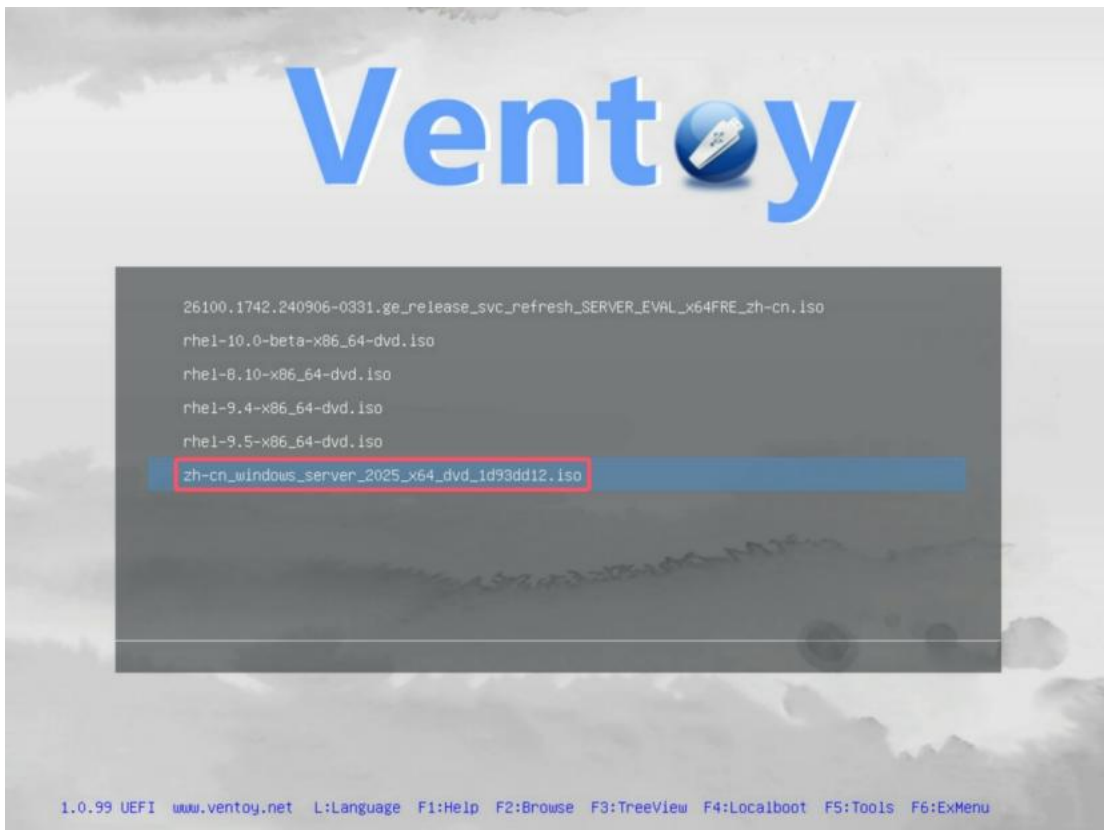 Ventoy
26100.1742.240906-0331.ge_release_svc_refresh_SERVER_EVAL_x64FRE_zh-cn.iso
rhel-10.0-beta-x86_64-dvd.iso
rhel-8.10-x86_64-dvd.iso
rhel-9.4-x86_64-dvd.iso
rhel-9.5-x86_64-dvd.iso
zh-cn_windows_server_2025_x64_dvd_1d93dd12.iso
1.0.99 UEFI www.ventoy.net L:Language F1:Help F2:Browse F3:TreeView F4:Localboot F5:Tools F6:ExMenu